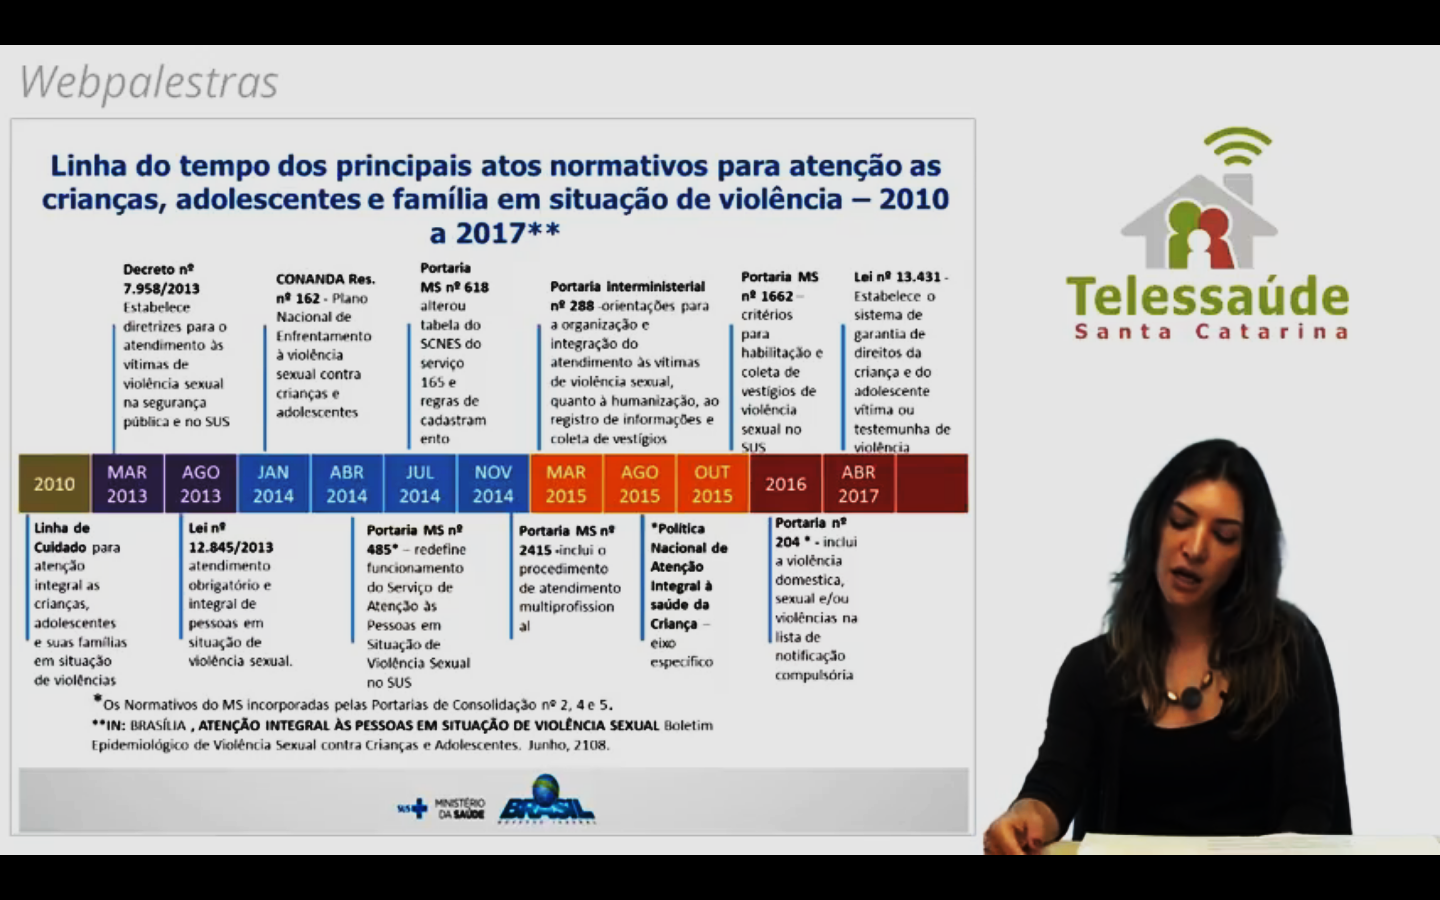 Webpalestras
Linha do tempo dos principais atos normativos para atenção as
crianças, adolescentes e família em situação de violência – 2010
a 2017**
Decreto nº
7.958/2013
Estabelece
diretrizes para o
atendimento às
vítimas de
violência sexual
na segurança
pública e no SUS
CONANDA Res.
nº 162 - Plano
Nacional de
Enfrentamento
à violência
sexual contra
crianças e
adolescentes
Portaria
MS nº 618
alterou
tabela do
SCNES do
serviço
165 e
regras de
cadastram
ento
Portaria Interministerial
nº 288 -orientações para
a organização e
integração do
atendimento às vítimas
de violência sexual,
quanto à humanização, ao
registro de informações e
coleta de vestígios
Portaria MS
nº 1662 –
critérios
para
habilitação e
coleta de
vestígios de
violência
sexual no
SUS
Lei nº 13.431 -
Estabelece o
sistema de
garantia de
direitos da
criança e do
adolescente
vítima ou
testemunha de
violência
2010
MAR
2013
AGO
2013
JAN
2014
ABR
2014
JUL
2014
NOV
2014
MAR
2015
AGO
2015
OUT
2015
2016
ABR
2017
Linha de
Cuidado para
atenção
integral as
crianças,
adolescentes
e suas famílias
em situação
de violências
Lei nº
12.845/2013
atendimento
obrigatório e
integral de
pessoas em
situação de
violência sexual.
Portaria MS nº
485* – redefine
funcionamento
do Serviço de
Atenção às
Pessoas em
Situação de
Violência Sexual
no SUS
Portaria MS nº
2415 -inclui o
procedimento
de atendimento
multiprofission
al
*Política
Nacional de
Atenção
Integral à
saúde da
Criança –
eixo
específico
Portaria nº
204 * - inclui
a violência
domestica,
sexual e/ou
violências na
lista de
notificação
compulsória
*Os Normativos do MS incorporadas pelas Portarias de Consolidação nº 2, 4 e 5.
**IN: BRASÍLIA , ATENÇÃO INTEGRAL ÀS PESSOAS EM SITUAÇÃO DE VIOLÊNCIA SEXUAL Boletim
Epidemiológico de Violência Sexual contra Crianças e Adolescentes. Junho, 2108.
SUS
MINISTÉRIO
DA SAÚDE
BRASIL
GOVERNO FEDERAL
Telessaúde
Santa Catarina